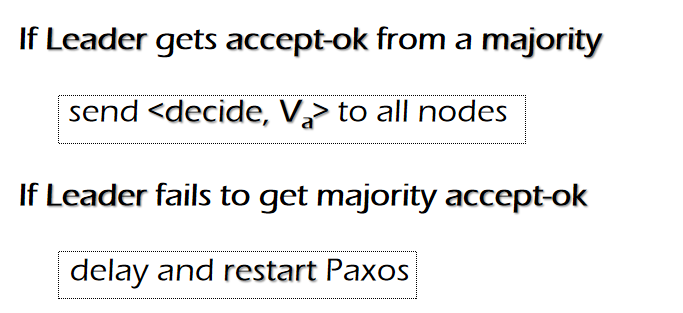 If Leader gets accept-ok from a majority
send <decide, Va> to all nodes
If Leader fails to get majority accept-ok
delay and restart Paxos